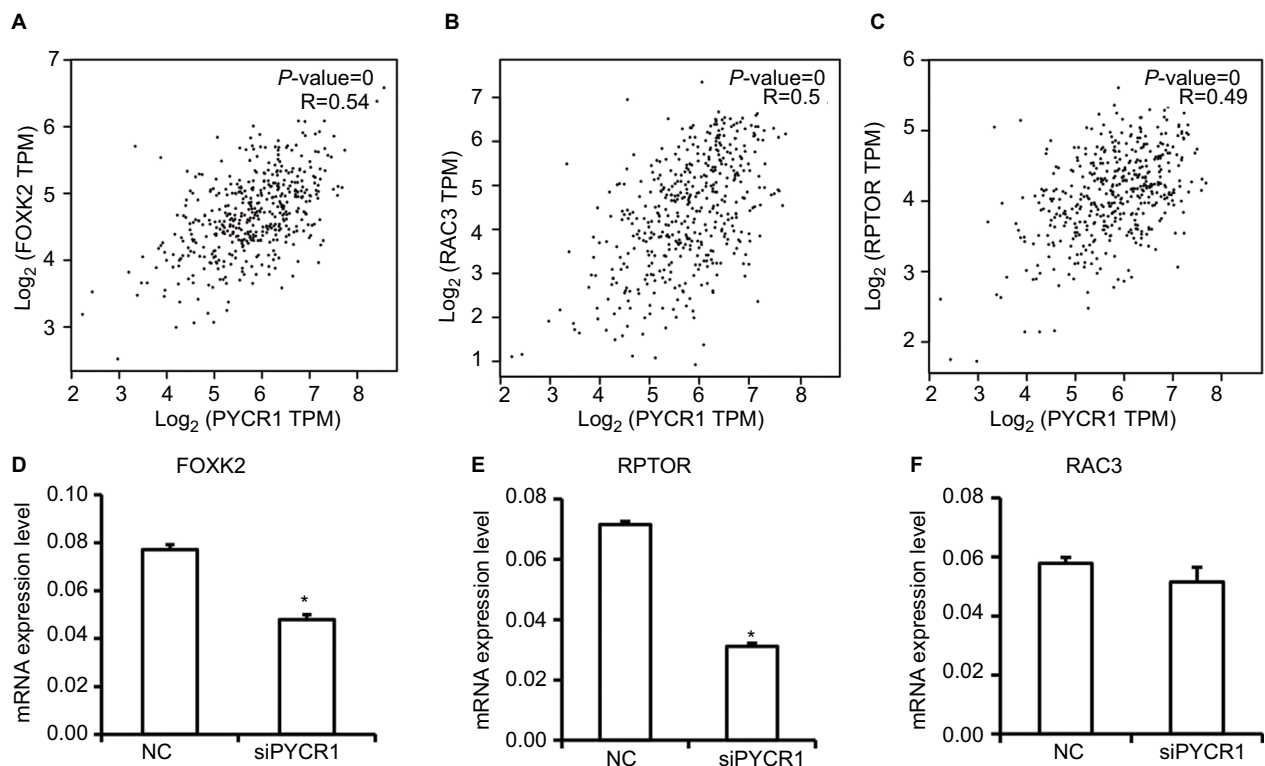 A
P-value=0
R=0.54
7
6
5
4
3
Log2 (FOXK2 TPM)
2 3 4 5 6 7 8
Log2 (PYCR1 TPM)
B
P-value=0
R=0.5
7
6
5
4
3
2
1
Log2 (RAC3 TPM)
2 3 4 5 6 7 8
Log2 (PYCR1 TPM)
C
P-value=0
R=0.49
6
5
4
3
2
Log2 (RPTOR TPM)
2 3 4 5 6 7 8
Log2 (PYCR1 TPM)
D
FOXK2
0.10
0.08
0.06
0.04
0.02
0.00
mRNA expression level
*
NC siPYCR1
E
RPTOR
0.08
0.06
0.04
0.02
0.00
mRNA expression level
*
NC siPYCR1
F
RAC3
0.08
0.06
0.04
0.02
0.00
mRNA expression level
NC siPYCR1